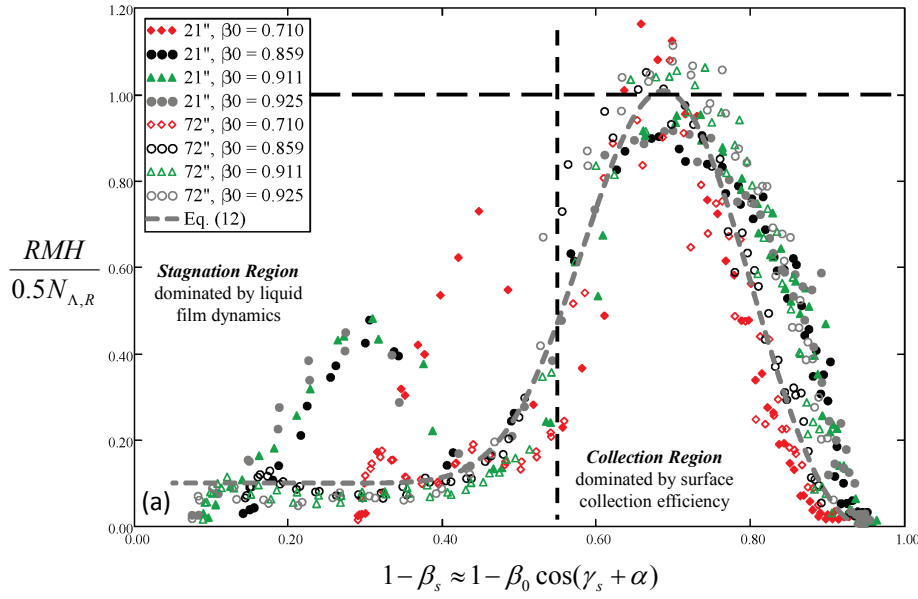 (a)
1.20
1.00
0.80
0.60
0.40
0.20
0.00
0.00 0.20 0.40 0.60 0.80 1.00
21", β0 = 0.710
21", β0 = 0.859
21", β0 = 0.911
21", β0 = 0.925
72", β0 = 0.710
72", β0 = 0.859
72", β0 = 0.911
72", β0 = 0.925
Eq. (12)
RMH
0.5N_{Λ,R}
Stagnation Region
dominated by liquid
film dynamics
Collection Region
dominated by surface
collection efficiency
(a)
1 − β_s ≈ 1 − β_0 cos(γ_s + α)